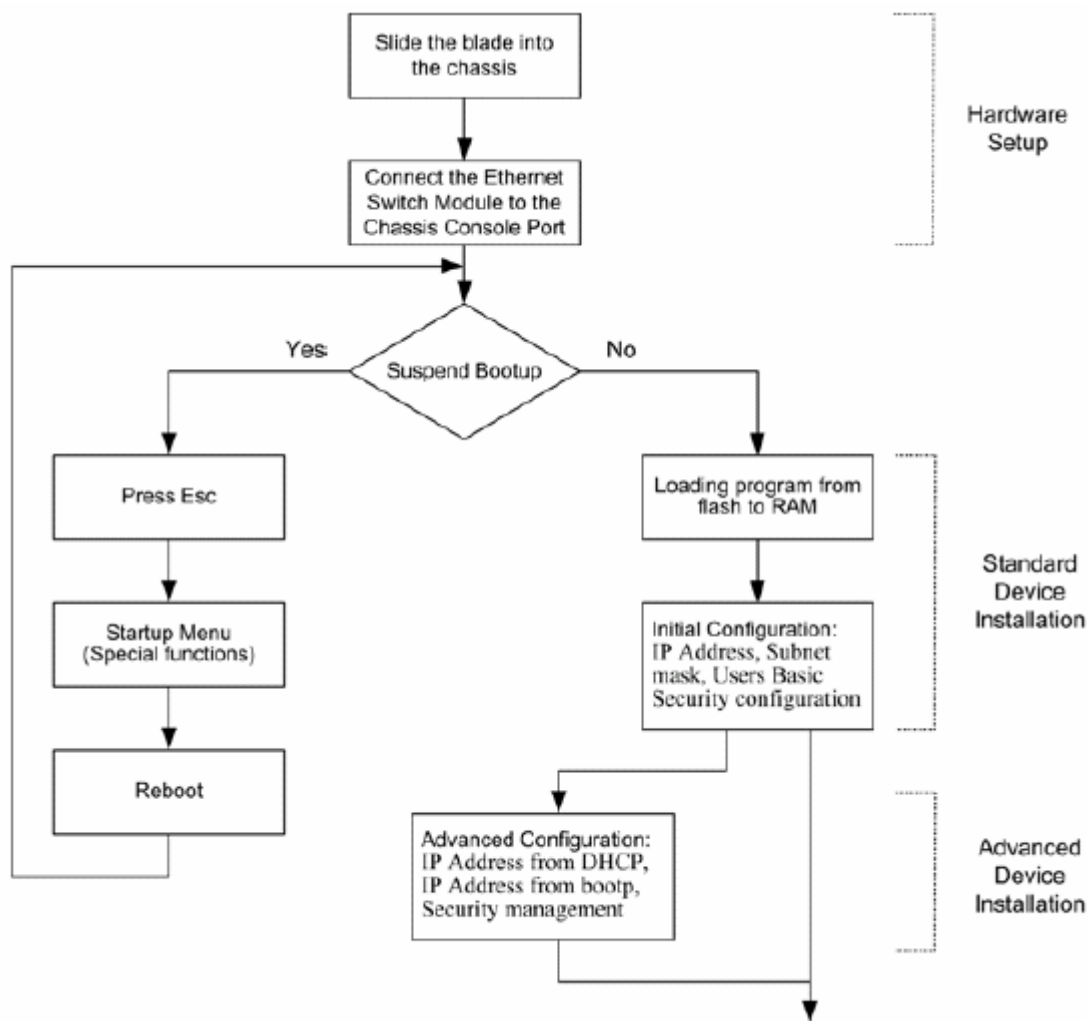 Slide the blade into
the chassis
Hardware
Setup
Connect the Ethernet
Switch Module to the
Chassis Console Port
Yes
No
Suspend Bootup
Press Esc
Loading program from
flash to RAM
Standard
Device
Installation
Startup Menu
(Special functions)
Initial Configuration:
IP Address, Subnet
mask, Users Basic
Security configuration
Reboot
Advanced Configuration:
IP Address from DHCP,
IP Address from bootp,
Security management
Advanced
Device
Installation